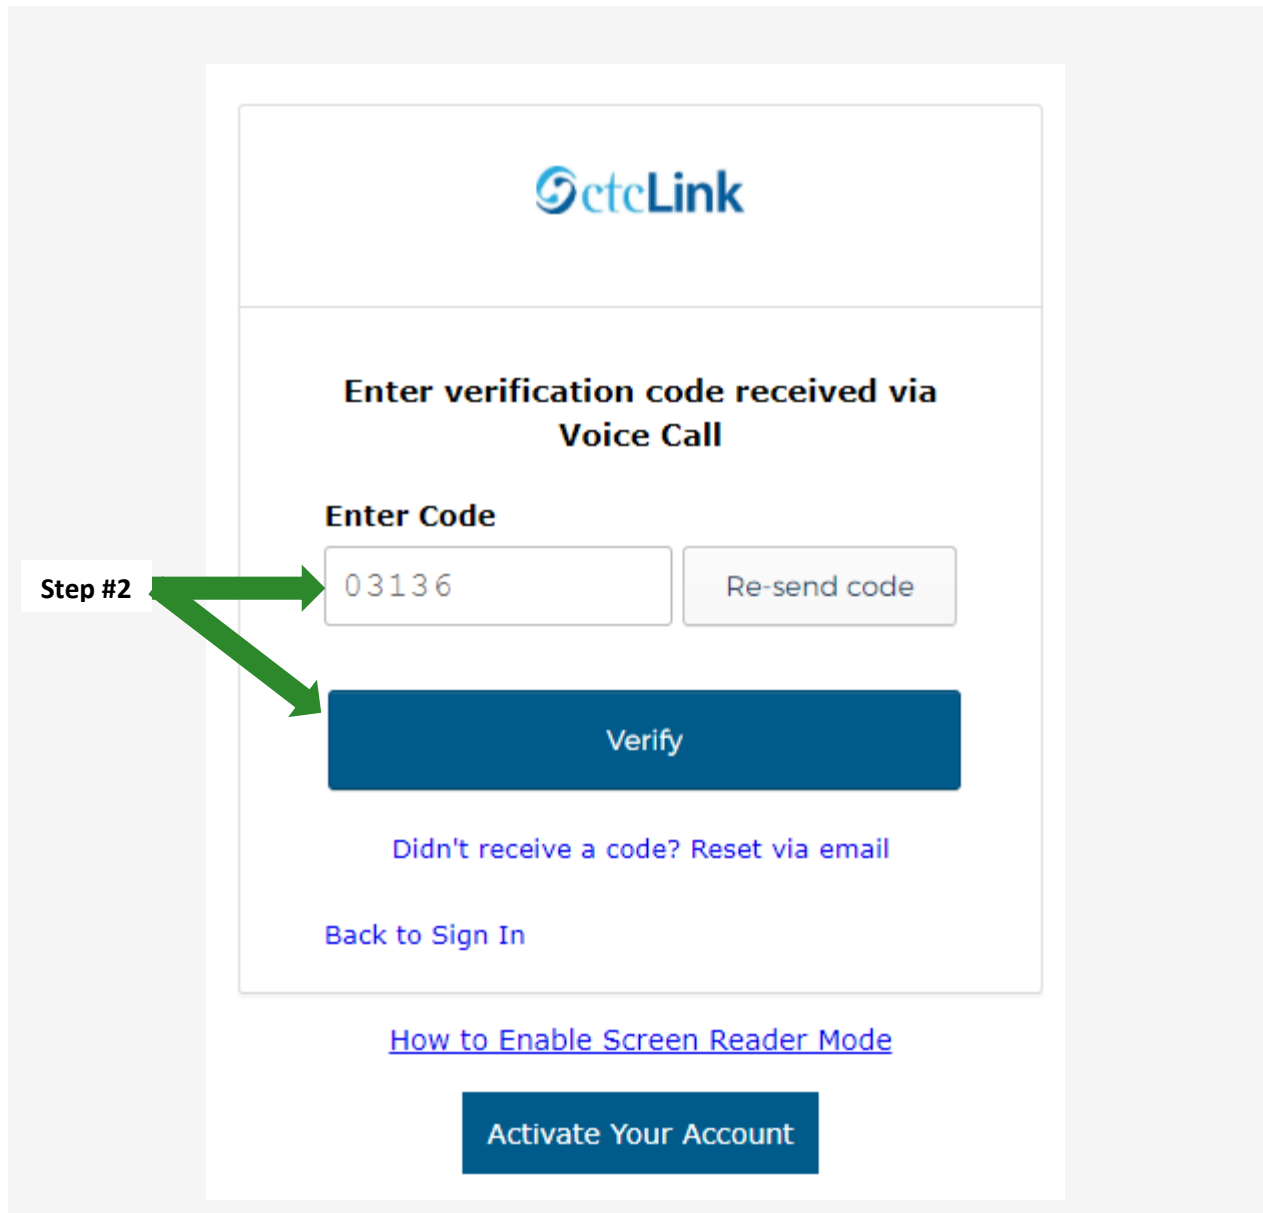 ctcLink
Enter verification code received via
Voice Call
Enter Code
Step #2
03136
Re-send code
Verify
Didn't receive a code? Reset via email
Back to Sign In
How to Enable Screen Reader Mode
Activate Your Account